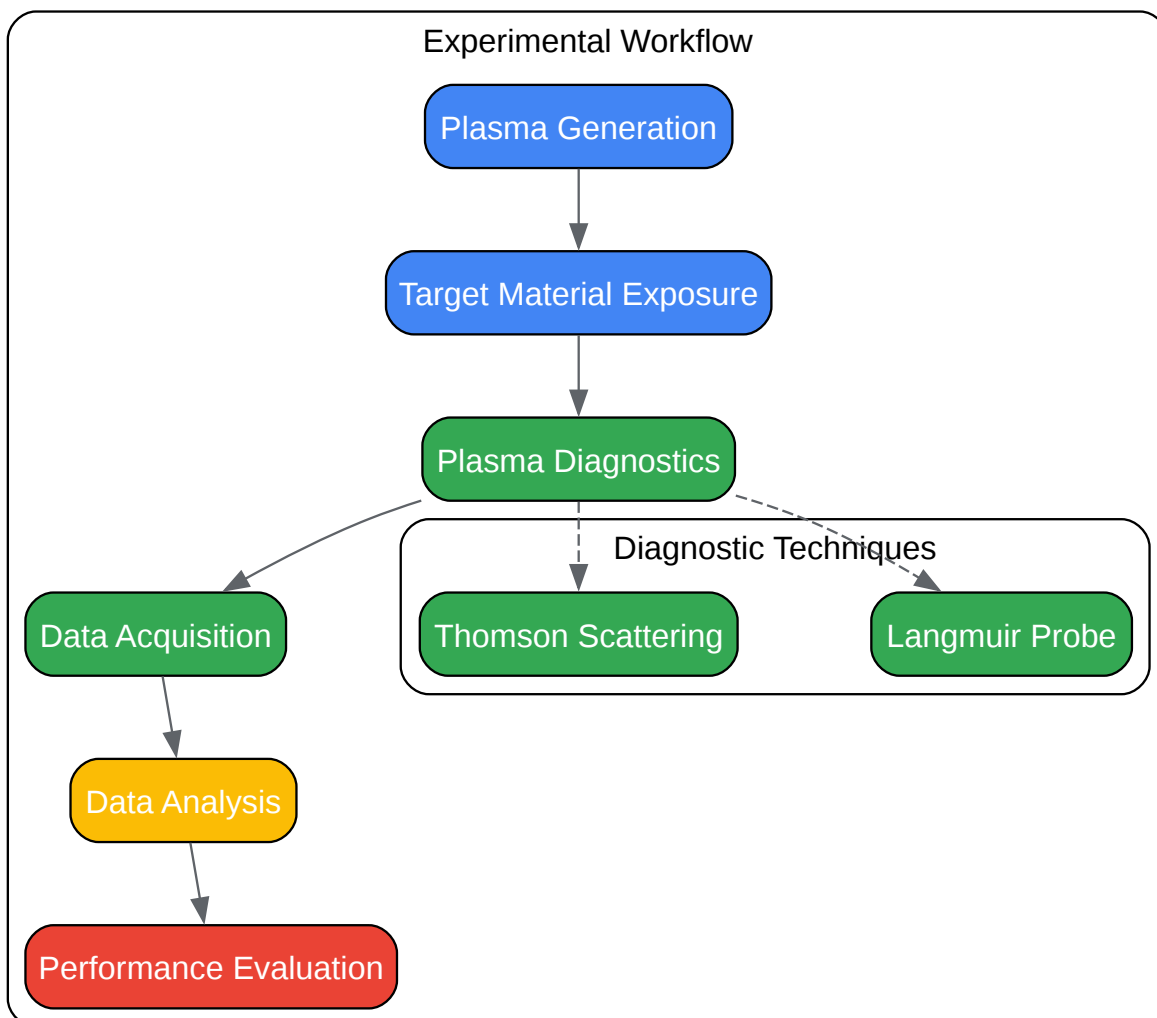 Experimental Workflow
Plasma Generation
Target Material Exposure
Plasma Diagnostics
Diagnostic Techniques
Data Acquisition
Thomson Scattering
Langmuir Probe
Data Analysis
Performance Evaluation